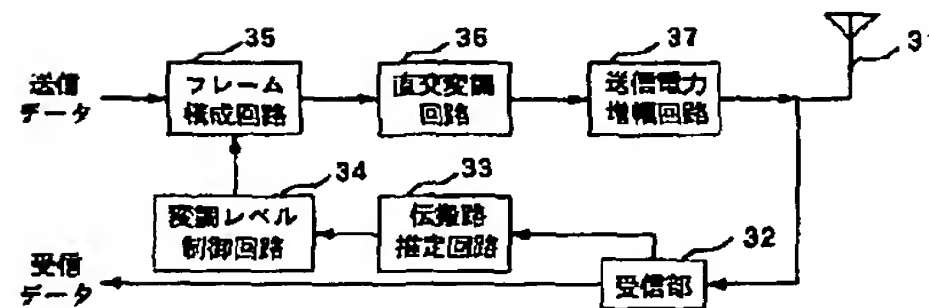 35
36
37
31
送信
データ
フレーム
構成回路
直交変調
回路
送信電力
増幅回路
34
33
32
変調レベル
制御回路
伝搬路
推定回路
受信部
受信
データ